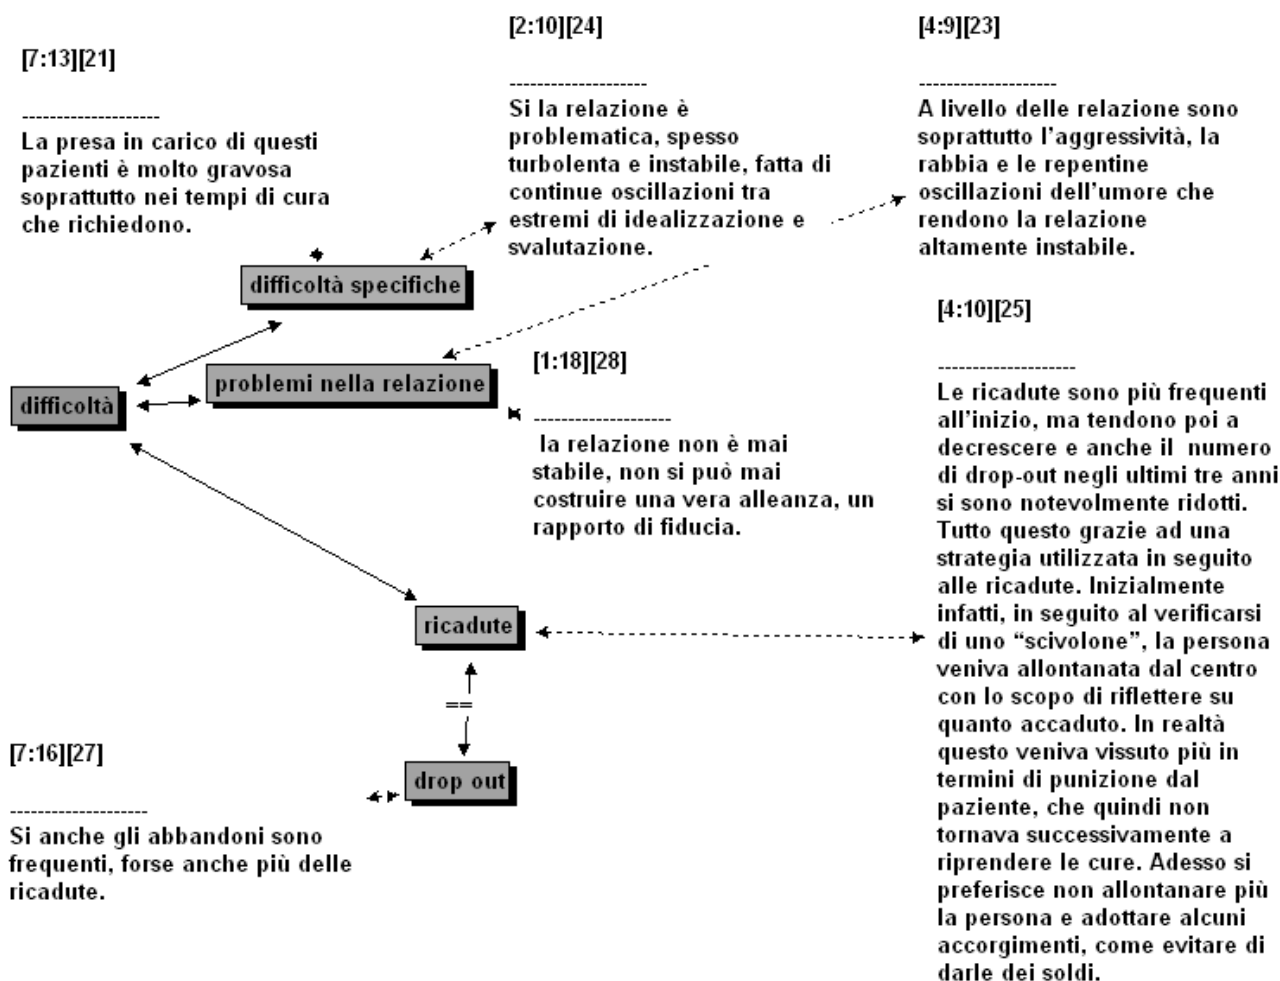 [7:13][21]
--------------------
La presa in carico di questi
pazienti è molto gravosa
soprattutto nei tempi di cura
che richiedono.
[2:10][24]
--------------------
Si la relazione è
problematica, spesso
turbolenta e instabile, fatta di
continue oscillazioni tra
estremi di idealizzazione e
svalutazione.
[4:9][23]
--------------------
A livello delle relazione sono
soprattutto l'aggressività, la
rabbia e le repentine
oscillazioni dell'umore che
rendono la relazione
altamente instabile.
difficoltà specifiche
problemi nella relazione
difficoltà
[1:18][28]
--------------------
la relazione non è mai
stabile, non si può mai
costruire una vera alleanza, un
rapporto di fiducia.
[4:10][25]
--------------------
Le ricadute sono più frequenti
all'inizio, ma tendono poi a
decrescere e anche il numero
di drop-out negli ultimi tre anni
si sono notevolmente ridotti.
Tutto questo grazie ad una
strategia utilizzata in seguito
alle ricadute. Inizialmente
infatti, in seguito al verificarsi
di uno “scivolone”, la persona
veniva allontanata dal centro
con lo scopo di riflettere su
quanto accaduto. In realtà
questo veniva vissuto più in
termini di punizione dal
paziente, che quindi non
tornava successivamente a
riprendere le cure. Adesso si
preferisce non allontanare più
la persona e adottare alcuni
accorgimenti, come evitare di
darle dei soldi.
ricadute
==
drop out
[7:16][27]
--------------------
Si anche gli abbandoni sono
frequenti, forse anche più delle
ricadute.